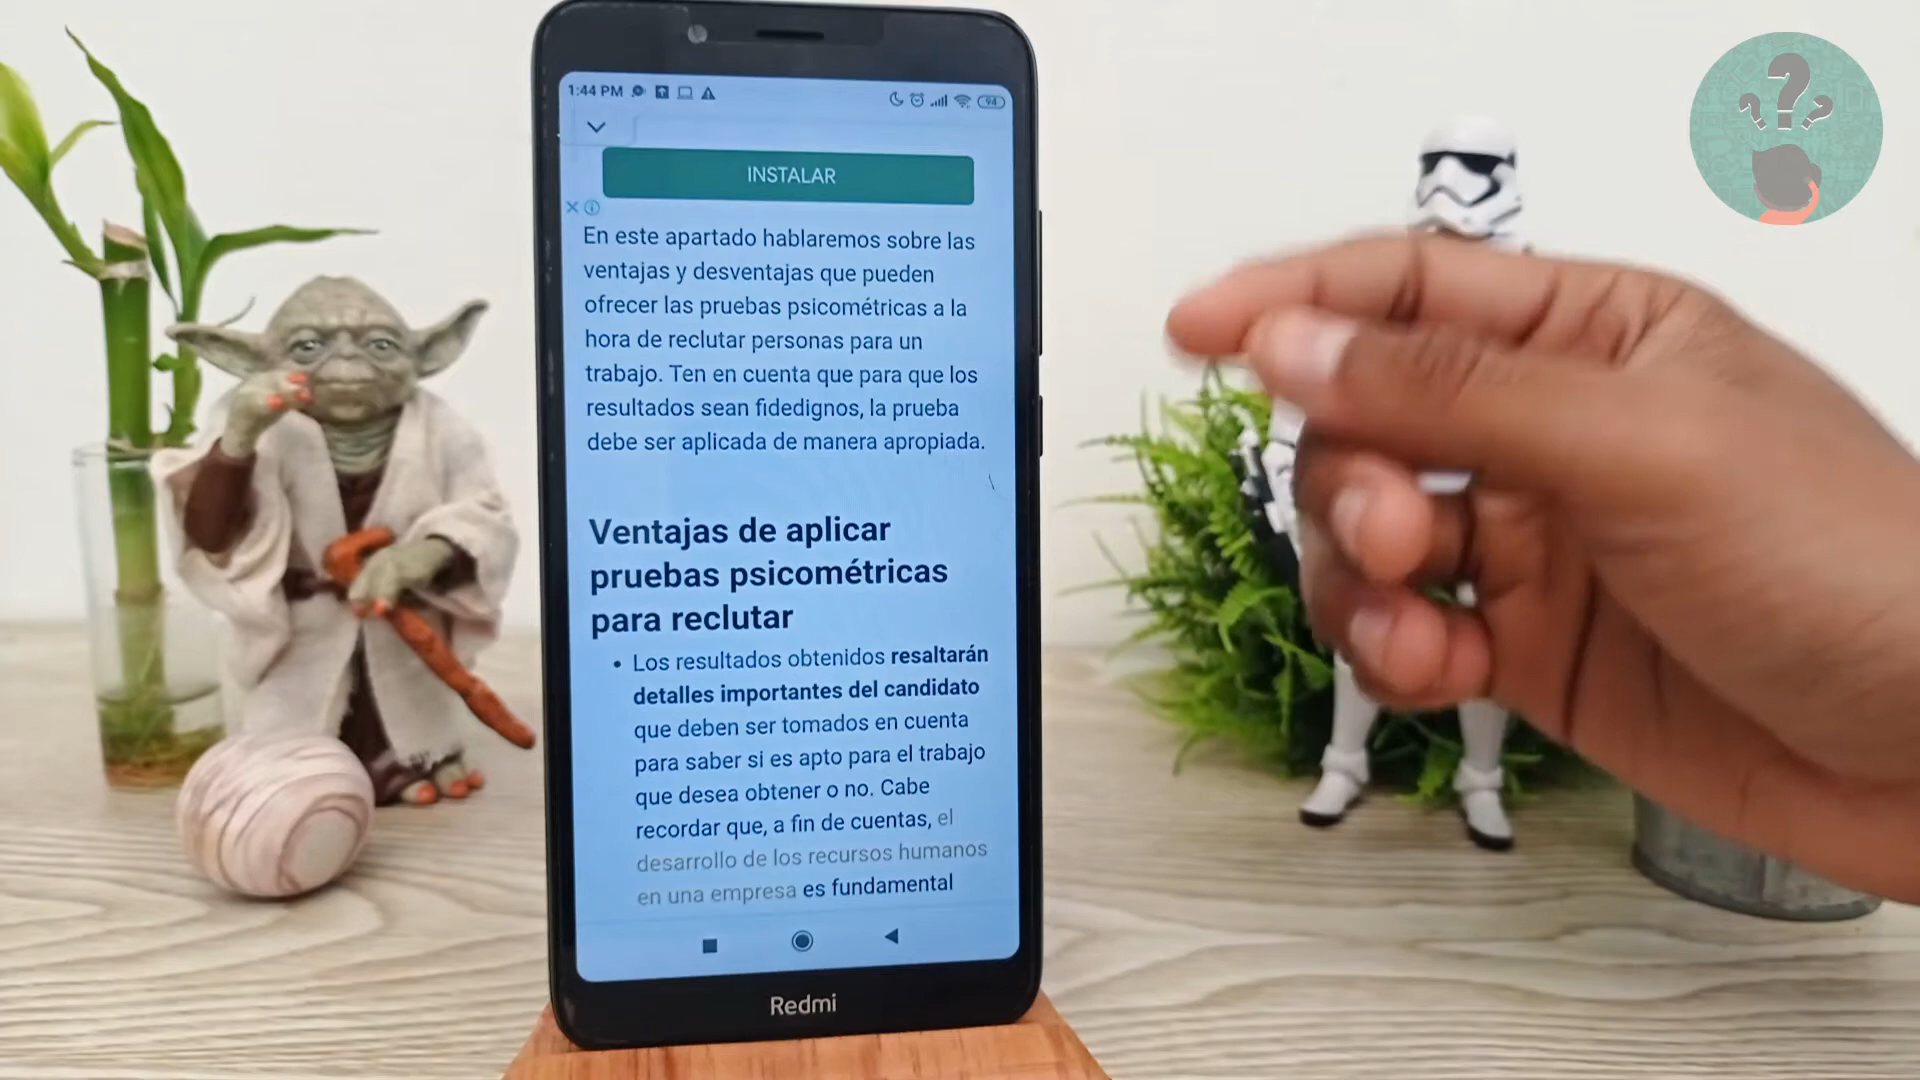 1:44 PM
94
INSTALAR
En este apartado hablaremos sobre las
ventajas y desventajas que pueden
ofrecer las pruebas psicométricas a la
hora de reclutar personas para un
trabajo. Ten en cuenta que para que los
resultados sean fidedignos, la prueba
debe ser aplicada de manera apropiada.
Ventajas de aplicar
pruebas psicométricas
para reclutar
• Los resultados obtenidos resaltarán
detalles importantes del candidato
que deben ser tomados en cuenta
para saber si es apto para el trabajo
que desea obtener o no. Cabe
recordar que, a fin de cuentas, el
desarrollo de los recursos humanos
en una empresa es fundamental
Redmi